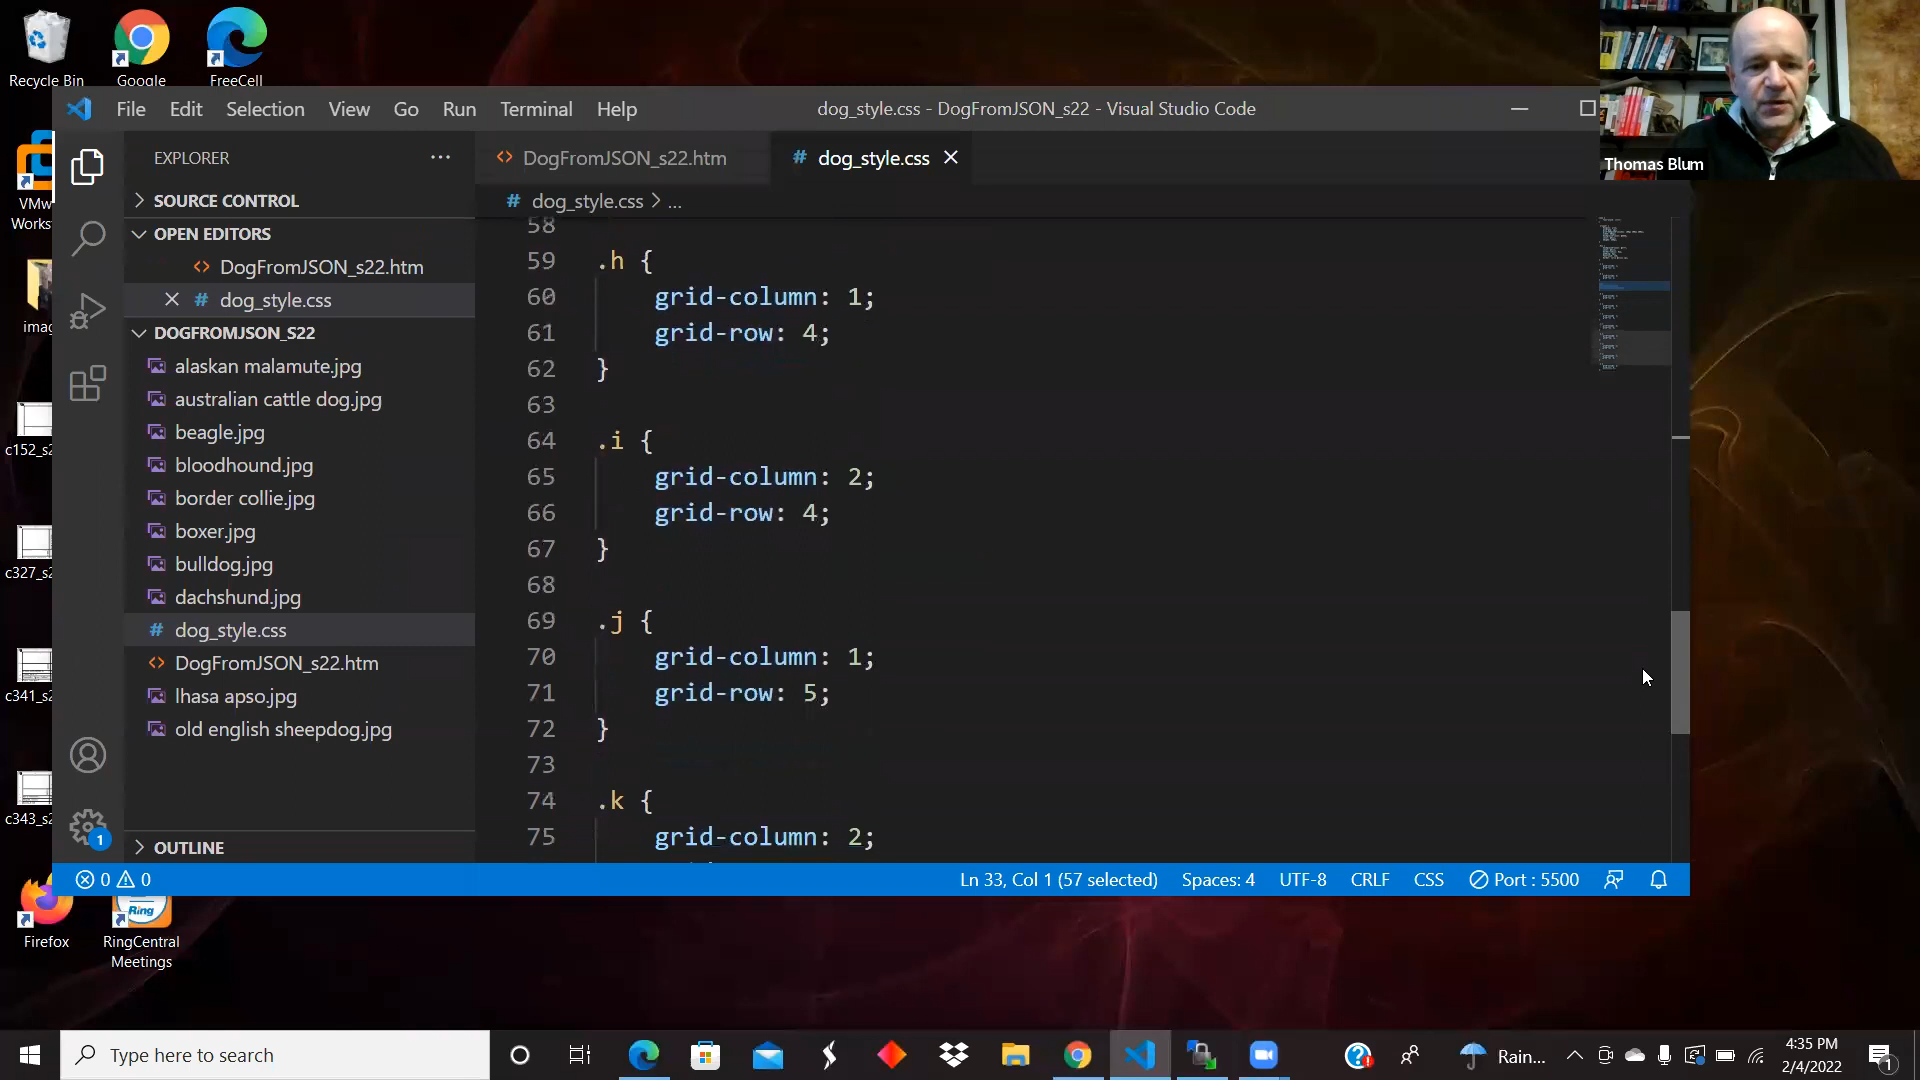 Recycle Bin
Google
FreeCell
File Edit Selection View Go Run Terminal Help
dog_style.css - DogFromJSON_s22 - Visual Studio Code
Thomas Blum
EXPLORER
DogFromJSON_s22.htm
# dog_style.css
SOURCE CONTROL
# dog_style.css > ...
OPEN EDITORS
DogFromJSON_s22.htm
# dog_style.css
DOGFROMJSON_S22
alaskan malamute.jpg
australian cattle dog.jpg
beagle.jpg
bloodhound.jpg
border collie.jpg
boxer.jpg
bulldog.jpg
dachshund.jpg
# dog_style.css
DogFromJSON_s22.htm
lhasa apso.jpg
old english sheepdog.jpg
OUTLINE
58
59 .h {
60 grid-column: 1;
61 grid-row: 4;
62 }
63
64 .i {
65 grid-column: 2;
66 grid-row: 4;
67 }
68
69 .j {
70 grid-column: 1;
71 grid-row: 5;
72 }
73
74 .k {
75 grid-column: 2;
1
0 0
Ln 33, Col 1 (57 selected) Spaces: 4 UTF-8 CRLF CSS Port : 5500
VMw
Works
imag
c152_s2
c327_s2
c341_s2
c343_s2
Firefox
Ring
RingCentral
Meetings
Type here to search
Rain...
4:35 PM
2/4/2022
1